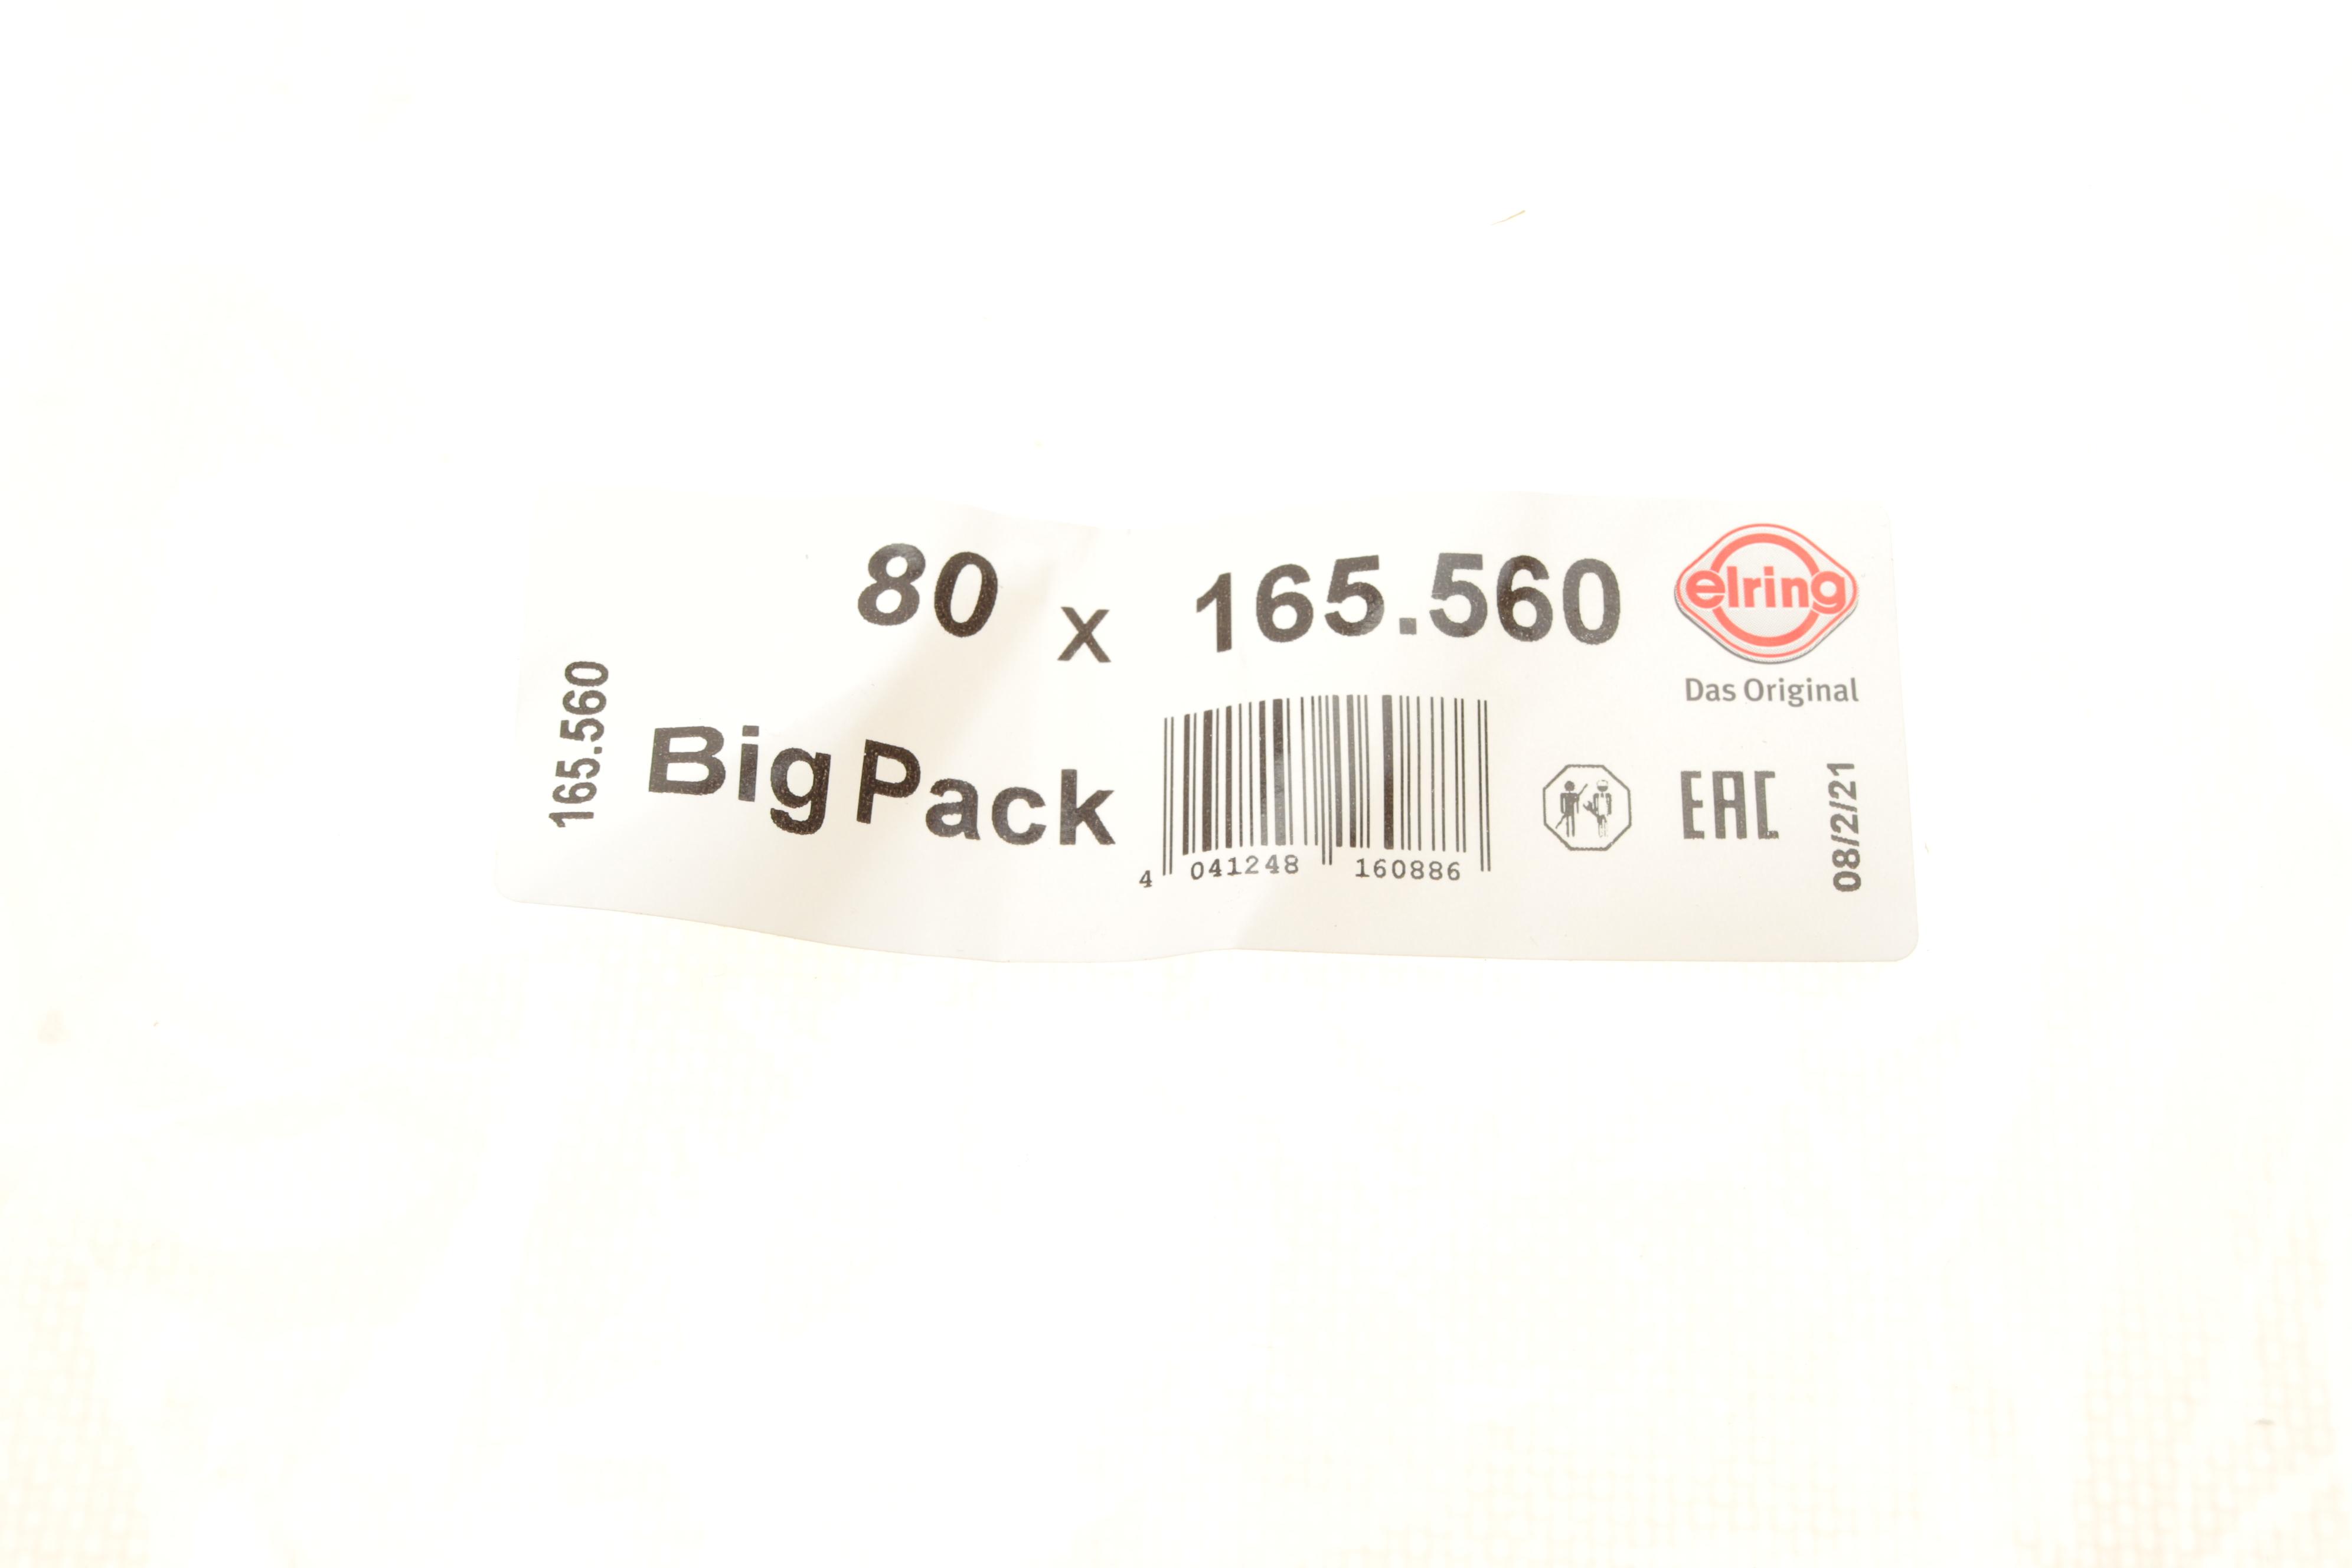 80 x 165.560
elring
Das Original
165.560
Big Pack
4 041248 160886
EAC
08/2/21